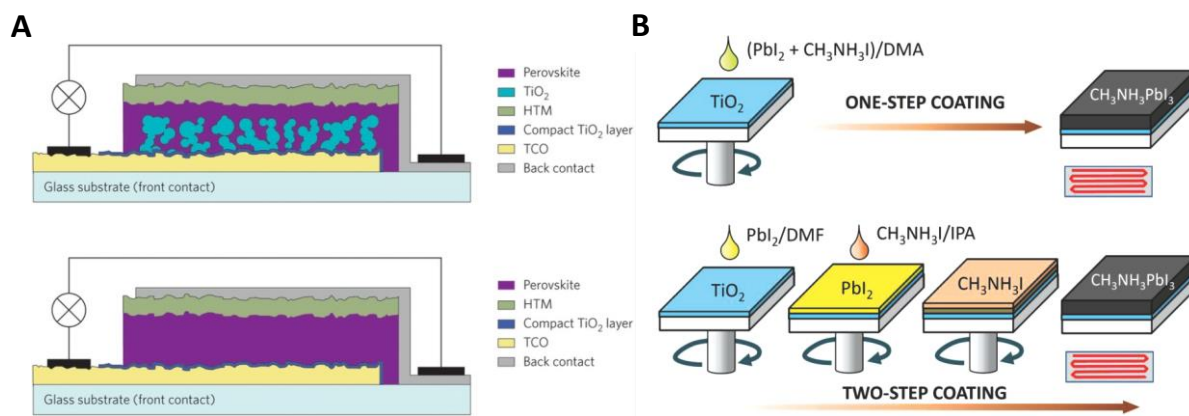 A
Perovskite
TiO₂
HTM
Compact TiO₂ layer
TCO
Back contact
Glass substrate (front contact)
Perovskite
HTM
Compact TiO₂ layer
TCO
Back contact
Glass substrate (front contact)
B
(PbI₂ + CH₃NH₃I)/DMA
TiO₂
ONE-STEP COATING
CH₃NH₃PbI₃
PbI₂/DMF
CH₃NH₃I/IPA
TiO₂
PbI₂
CH₃NH₃I
CH₃NH₃PbI₃
TWO-STEP COATING